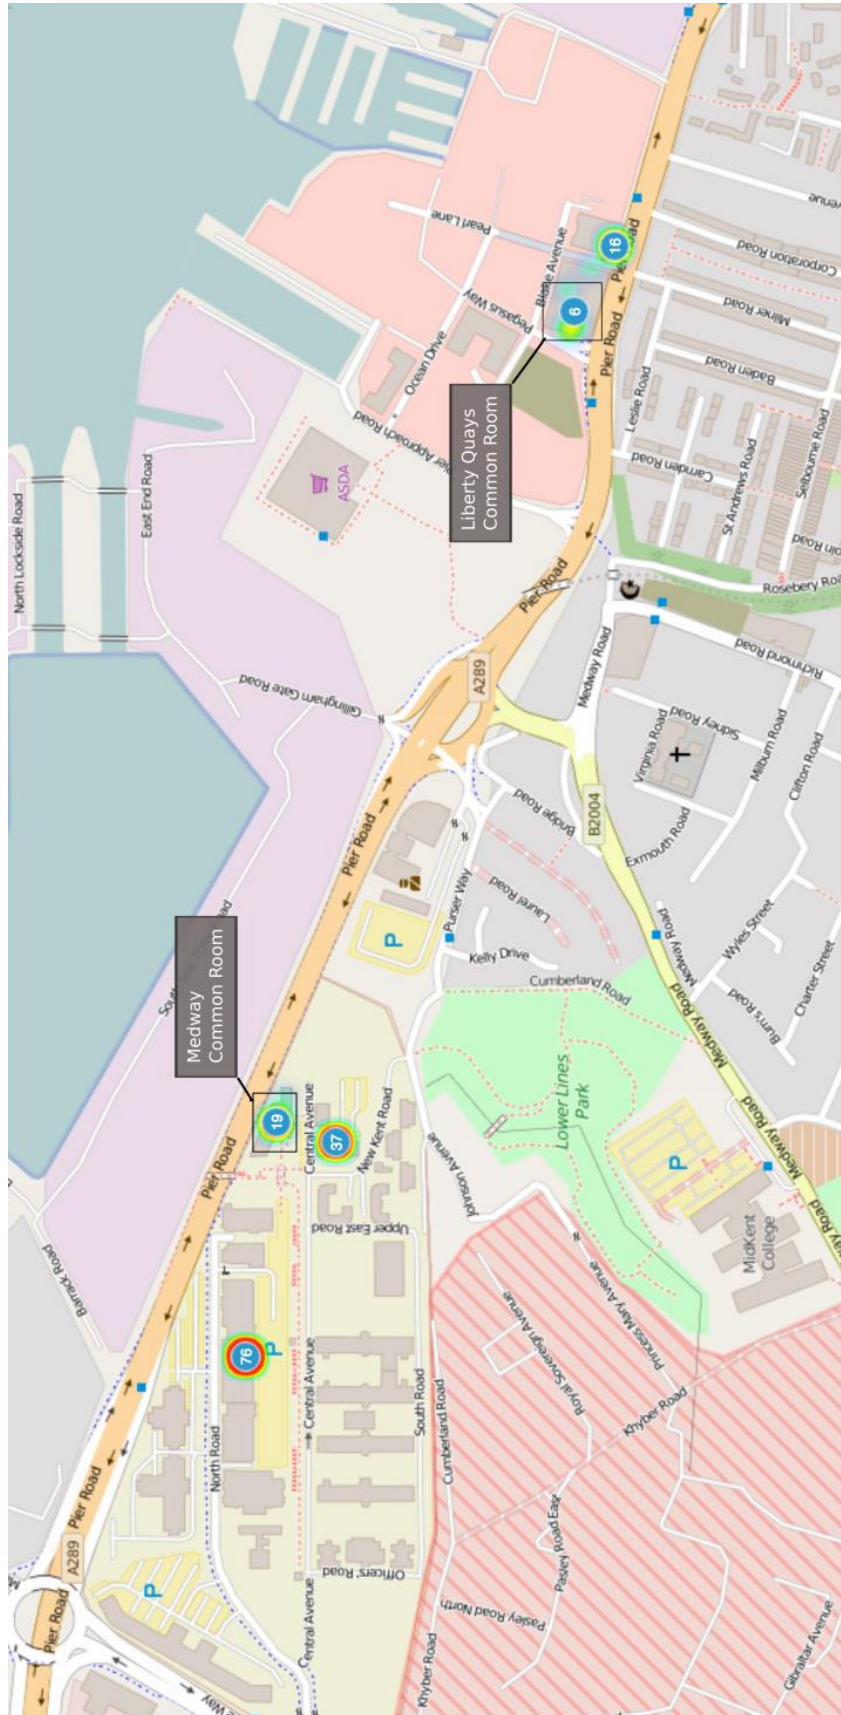 North Lockside Road
East End Road
Pearl Lane
Ocean Drive
Pegasus Way
Blake Avenue
ASDA
Liberty Quays
Common Room
6
16
Pier Road
Pier Road
Corporation Road
Milner Road
Baden Road
Leslie Road
Camden Road
St Andrews Road
Selbourne Road
Pier Road
A289
Gillingham Gate Road
Medway Road
Richmond Road
Sidney Road
Virginia Road
Milburn Road
Clifton Road
Exmouth Road
B2004
Bridge Road
Laurel Road
Purser Way
Kelly Drive
P
Pier Road
Medway
Common Room
19
37
Central Avenue
New Kent Road
Cumberland Road
Medway Road
Wyles Street
Burn's Road
Charter Street
Medway Road
Lower Lines
Park
P
MidKent
College
Medway Road
Johnson Avenue
Princess Mary Avenue
Royal Sovereign Avenue
Khyber Road
Pier Road
Barrack Road
Upper East Road
76
P
Central Avenue
South Road
North Road
Cumberland Road
Pasley Road East
Pasley Road North
Khyber Road
Gibraltar Avenue
Officers' Road
Central Avenue
Pier Road
A289
Pier Road
P